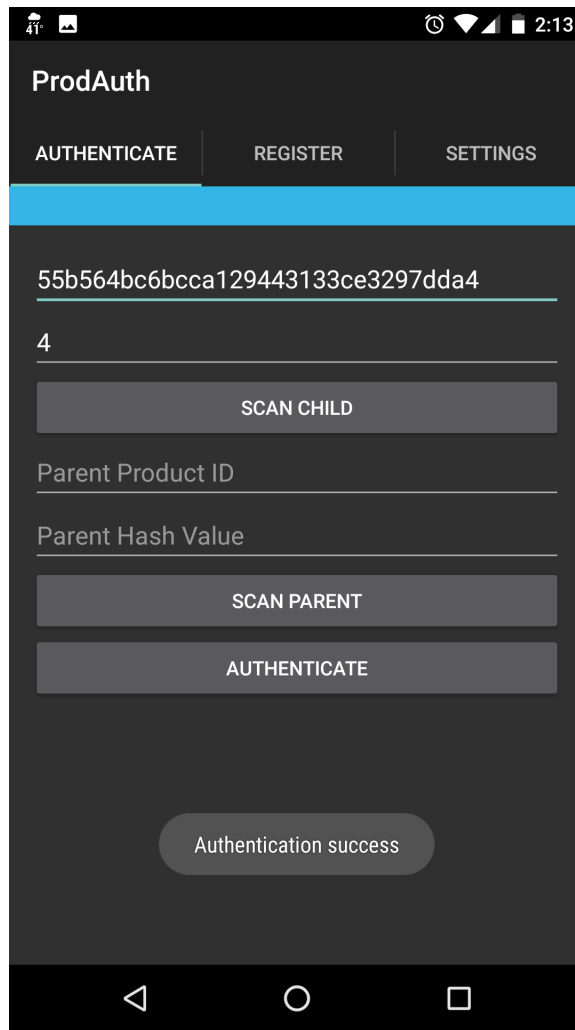 41°
2:13
ProdAuth
AUTHENTICATE REGISTER SETTINGS
55b564bc6bcca129443133ce3297dda4
4
SCAN CHILD
Parent Product ID
Parent Hash Value
SCAN PARENT
AUTHENTICATE
Authentication success